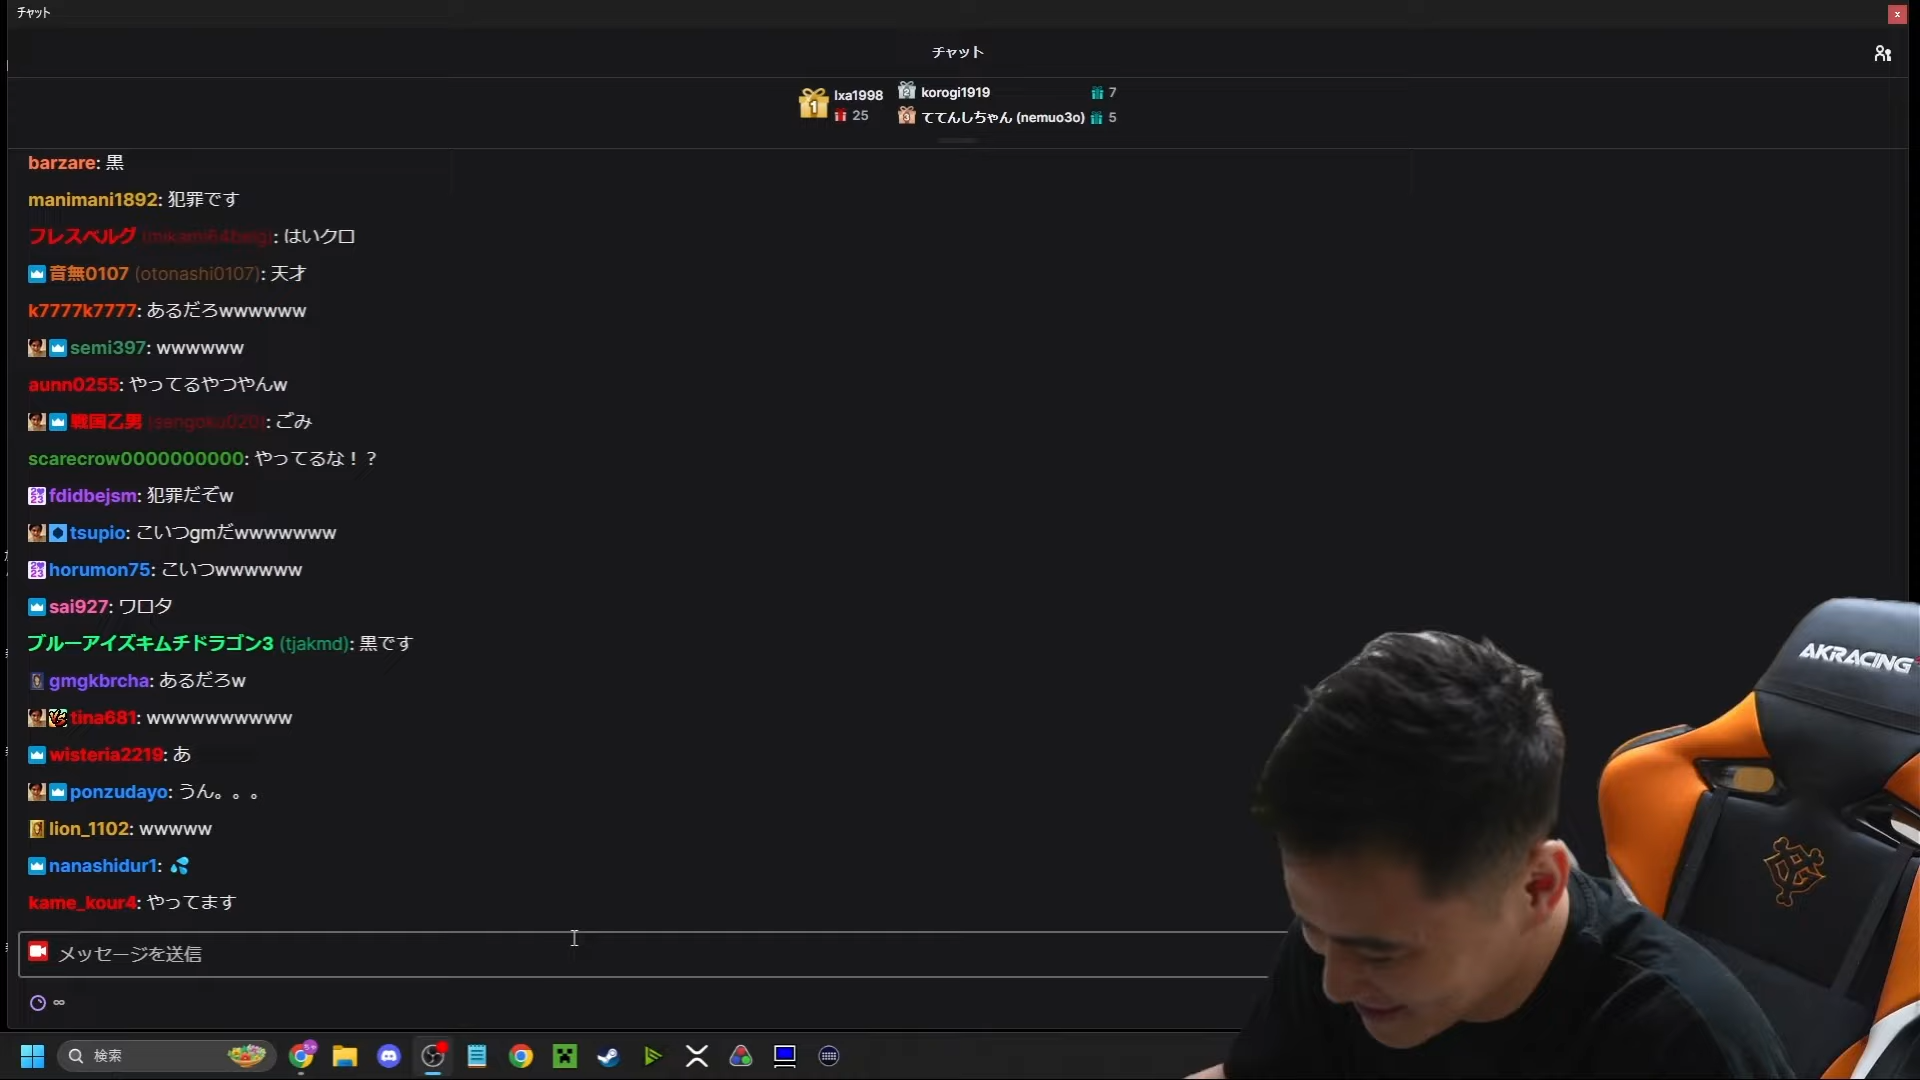 チャット
チャット
lxa1998
25
korogi1919 7
ててんしちゃん (nemuo3o) 5
barzare: 黒
manimani1892: 犯罪です
フレスベルグ : はいクロ
音無0107 (otonashi0107): 天才
k7777k7777: あるだろwwwwww
semi397: wwwwww
aunn0255: やってるやつやんw
戦国乙男 (sengoku020): ごみ
scarecrow0000000000: やってるな！？
fdidbejsm: 犯罪だぞw
tsupio: こいつgmだwwwwwww
horumon75: こいつwwwwww
sai927: ワロタ
ブルーアイズキムチドラゴン3 (tjakmd): 黒です
gmgkbrcha: あるだろw
tina681: wwwwwwwwww
wisteria2219: あ
ponzudayo: うん。。。
lion_1102: wwwww
nanashidur1: 💦
kame_kour4: やってます
メッセージを送信
∞
検索
AKRACING